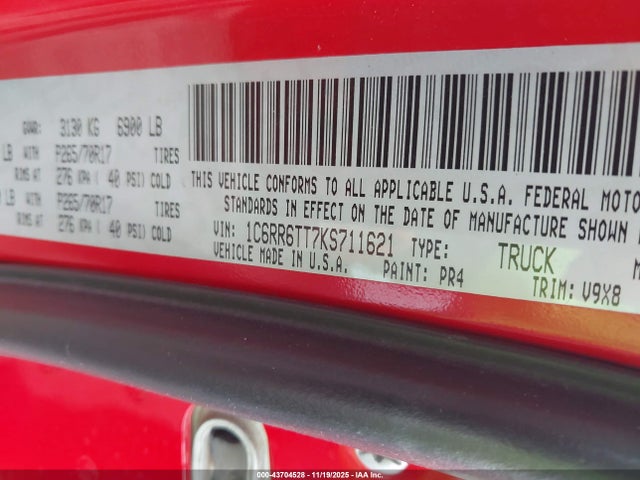 GVWR: 3130 KG 6900 LB
LB WITH P265/70R17 TIRES
RIMS AT 276 KPA ( 40 PSI) COLD
LB WITH P265/70R17 TIRES
RIMS AT 276 KPA ( 40 PSI) COLD
THIS VEHICLE CONFORMS TO ALL APPLICABLE U.S.A. FEDERAL MOTO
STANDARDS IN EFFECT ON THE DATE OF MANUFACTURE SHOWN
VIN: 1C6RR6TT7KS711621 TYPE: TRUCK
VEHICLE MADE IN U.S.A. PAINT: PR4 TRIM: V9X8
000-43704528 - 11/19/2025 - IAAI Inc.